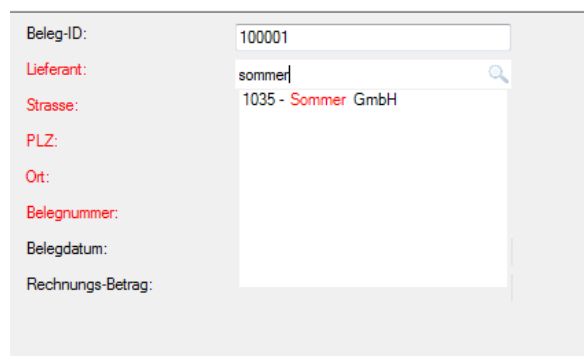 Beleg-ID: 100001
Lieferant: sommer
1035 - Sommer GmbH
Strasse:
PLZ:
Ort:
Belegnummer:
Belegdatum:
Rechnungs-Betrag: